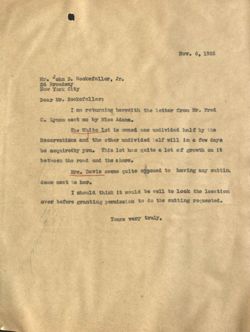 Nov. 6, 1925
Mr. John D. Rockefeller, Jr.
26 Broadway
New York City
Dear Mr. Rockefeller:
I am returning herewith the letter from Mr. Fred
C. Lynam sent me by Miss Adams.
The White lot is owned one undivided half by the
Reservations and the other undivided half will in a few days
be acquired by you. This lot has quite a lot of growth on it
between the road and the shore.
Mrs. Davis seems quite opposed to having any cutting
done next to her.
I should think it would be well to look the location
over before granting permission to do the cutting requested.
Yours very truly,